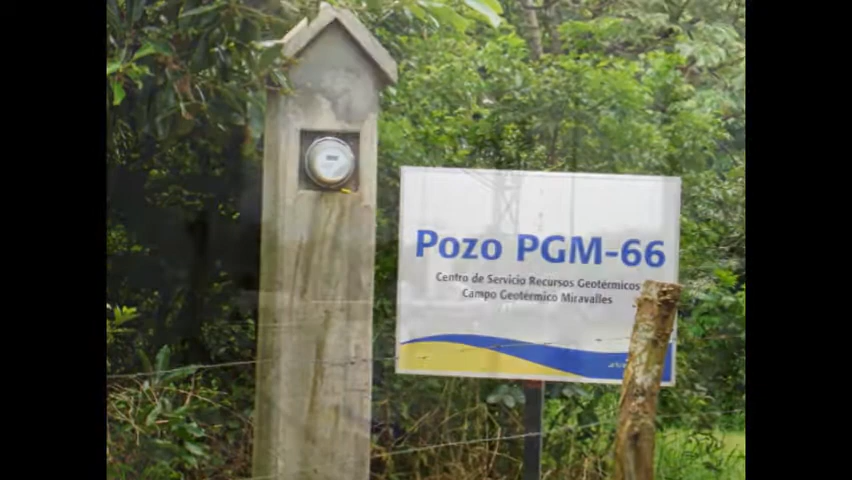 Pozo PGM-66
Centro de Servicio Recursos Geotérmicos
Campo Geotérmico Miravalles